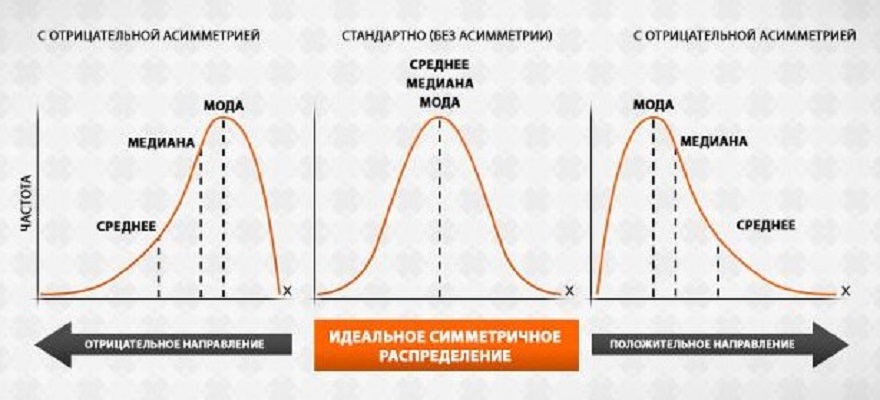 С ОТРИЦАТЕЛЬНОЙ АСИММЕТРИЕЙ
СТАНДАРТНО (БЕЗ АСИММЕТРИИ)
С ОТРИЦАТЕЛЬНОЙ АСИММЕТРИЕЙ
ЧАСТОТА
МОДА
МЕДИАНА
СРЕДНЕЕ
X
СРЕДНЕЕ
МЕДИАНА
МОДА
X
МОДА
МЕДИАНА
СРЕДНЕЕ
X
ОТРИЦАТЕЛЬНОЕ НАПРАВЛЕНИЕ
ИДЕАЛЬНОЕ СИММЕТРИЧНОЕ
РАСПРЕДЕЛЕНИЕ
ПОЛОЖИТЕЛЬНОЕ НАПРАВЛЕНИЕ